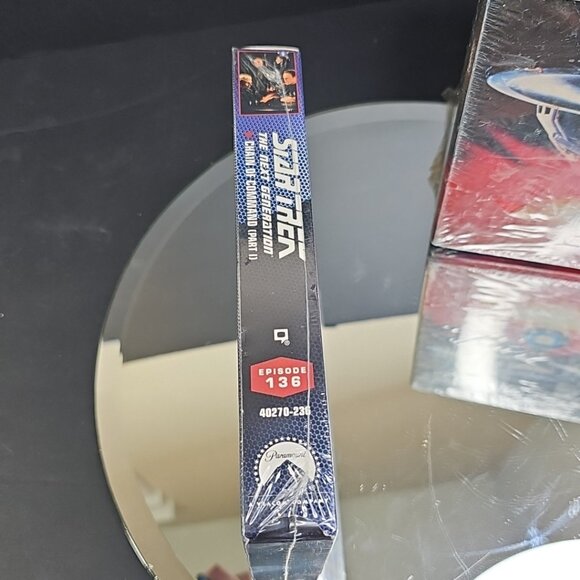 STAR TREK
THE NEXT GENERATION
CHAIN OF COMMAND (PART I)
EPISODE
136
40270-236
Paramount